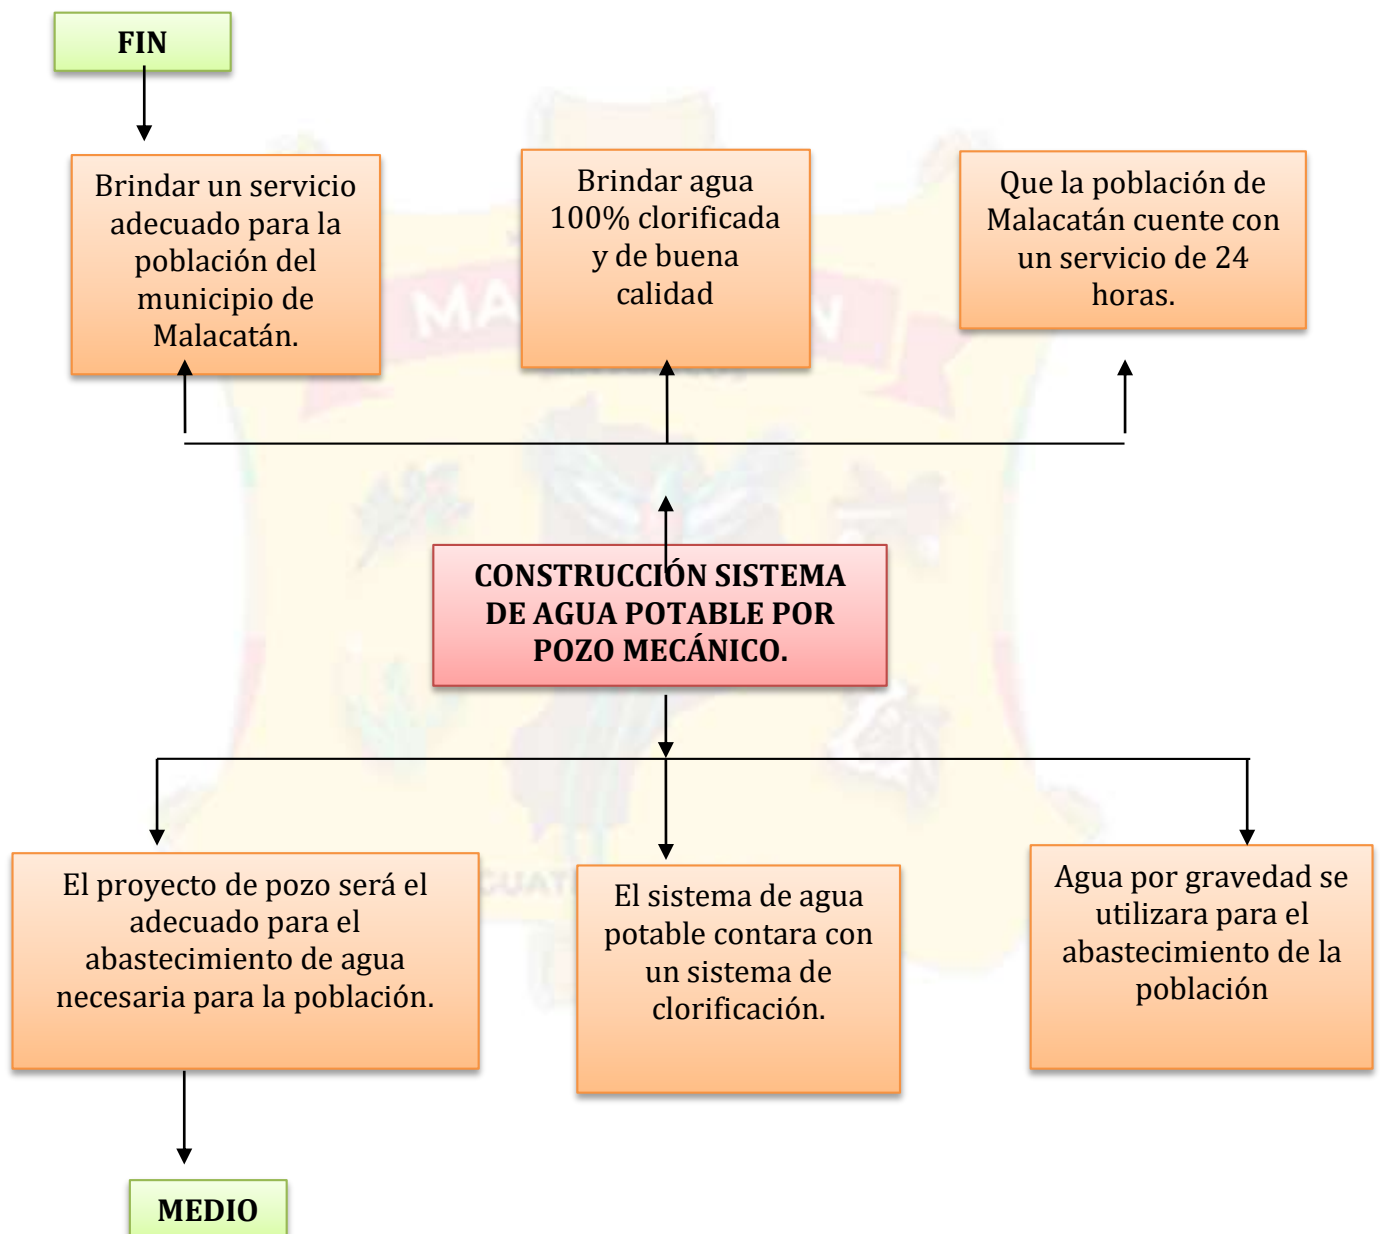 FIN
Brindar un servicio
adecuado para la
población del
municipio de
Malacatán.
Brindar agua
100% clorificada
y de buena
calidad
Que la población de
Malacatán cuente con
un servicio de 24
horas.
CONSTRUCCIÓN SISTEMA
DE AGUA POTABLE POR
POZO MECÁNICO.
El proyecto de pozo será el
adecuado para el
abastecimiento de agua
necesaria para la población.
El sistema de agua
potable contara con
un sistema de
clorificación.
Agua por gravedad se
utilizara para el
abastecimiento de la
población
MEDIO